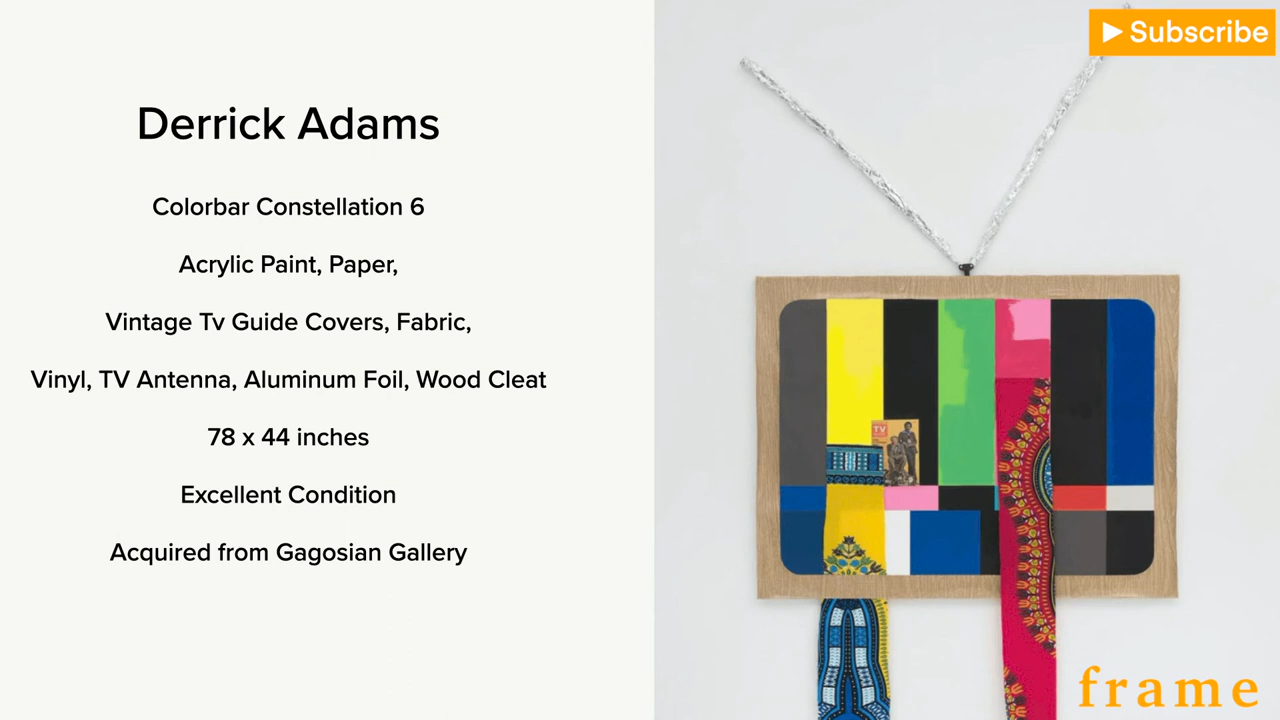 Derrick Adams
Colorbar Constellation 6
Acrylic Paint, Paper,
Vintage Tv Guide Covers, Fabric,
Vinyl, TV Antenna, Aluminum Foil, Wood Cleat
78 x 44 inches
Excellent Condition
Acquired from Gagosian Gallery
Subscribe
TV
frame